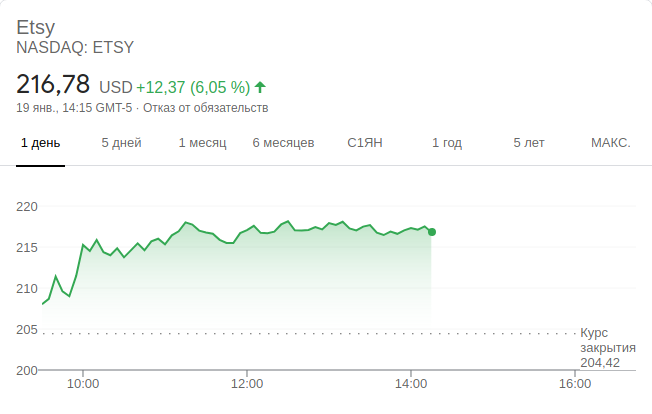 Etsy
NASDAQ: ETSY
216,78 USD +12,37 (6,05 %)
19 янв., 14:15 GMT-5 · Отказ от обязательств
1 день 5 дней 1 месяц 6 месяцев С1ЯН 1 год 5 лет МАКС.
220
215
210
205
200
Курс
закрытия
204,42
10:00 12:00 14:00 16:00